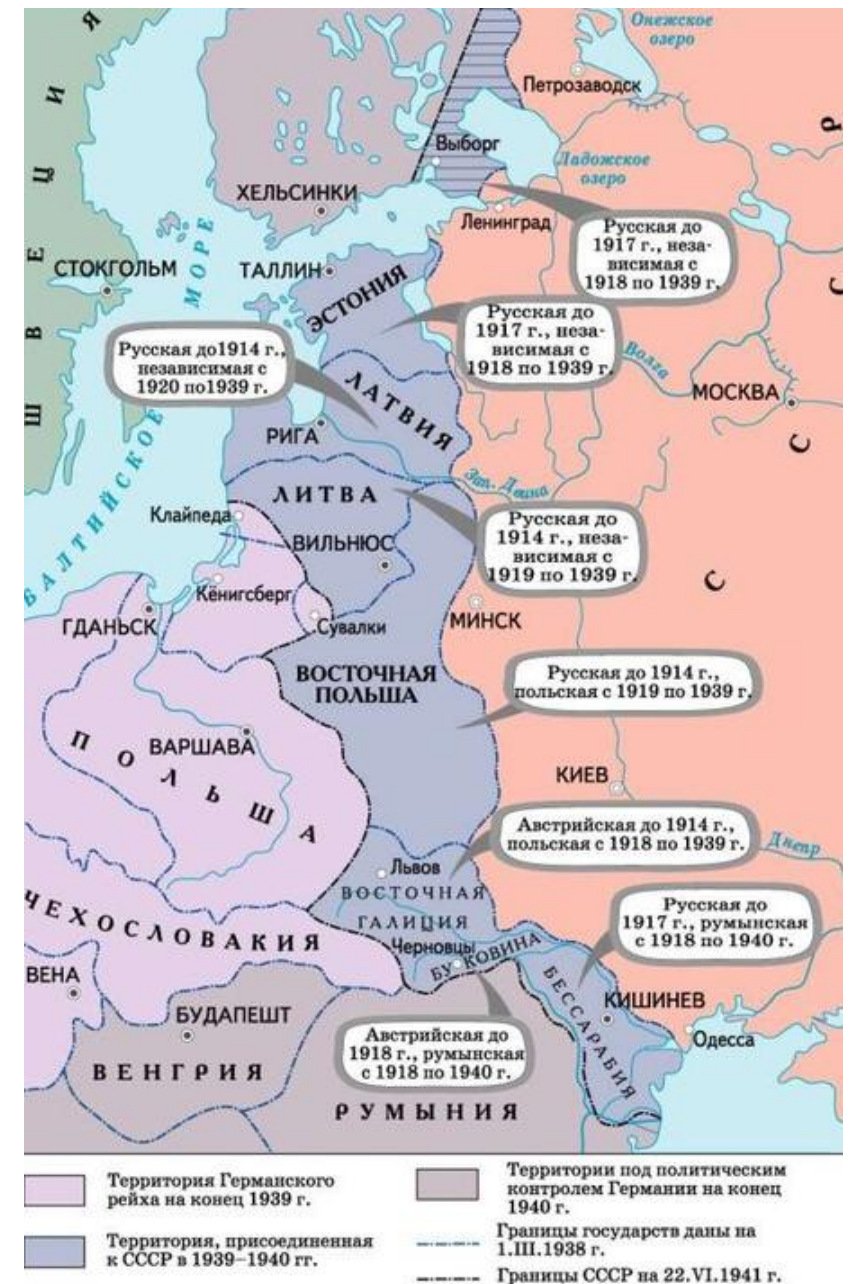 Онежское
озеро
Петрозаводск
ШВЕЦИЯ
Выборг
Ладожское
озеро
ХЕЛЬСИНКИ
Ленинград
Русская до
1917 г., неза-
висимая с
1918 по 1939 г.
СССР
СТОКГОЛЬМ
ТАЛЛИН
БАЛТИЙСКОЕ МОРЕ
ЭСТОНИЯ
Русская до
1917 г., неза-
висимая с
1918 по 1939 г.
Волга
Русская до1914 г.,
независимая с
1920 по1939 г.
ЛАТВИЯ
МОСКВА
РИГА
Зап. Двина
ЛИТВА
Клайпеда
Русская до
1914 г., неза-
висимая с
1919 по 1939 г.
ВИЛЬНЮС
Кёнигсберг
ГДАНЬСК
Сувалки
МИНСК
ВОСТОЧНАЯ
ПОЛЬША
Русская до 1914 г.,
польская с 1919 по 1939 г.
ПОЛЬША
ВАРШАВА
КИЕВ
Австрийская до 1914 г.,
польская с 1918 по 1939 г.
Днепр
Львов
ВОСТОЧНАЯ
ГАЛИЦИЯ
ЧЕХОСЛОВАКИЯ
Русская до
1917 г., румынская
с 1918 по 1940 г.
Черновцы
БУКОВИНА
ВЕНА
БЕССАРАБИЯ
КИШИНЕВ
БУДАПЕШТ
Одесса
Австрийская до
1918 г., румынская
с 1918 по 1940 г.
ВЕНГРИЯ
РУМЫНИЯ
Территория Германского
рейха на конец 1939 г.
Территория, присоединенная
к СССР в 1939–1940 гг.
Территории под политическим
контролем Германии на конец
1940 г.
Границы государств даны на
1.III.1938 г.
Границы СССР на 22.VI.1941 г.